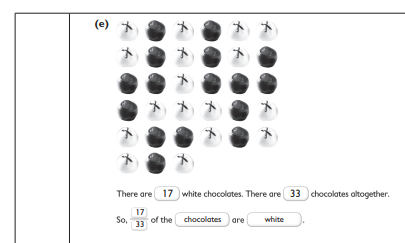 (e)
There are 17 white chocolates. There are 33 chocolates altogether.
So, 17/33 of the chocolates are white .